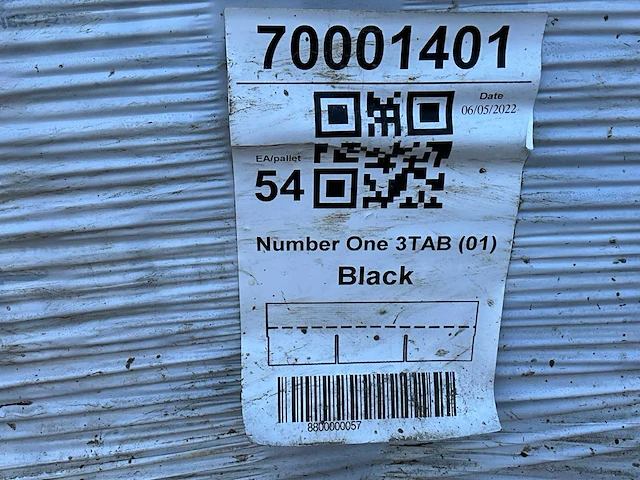 70001401
Date
06/05/2022
EA/pallet
54
Number One 3TAB (01)
Black
8800000057